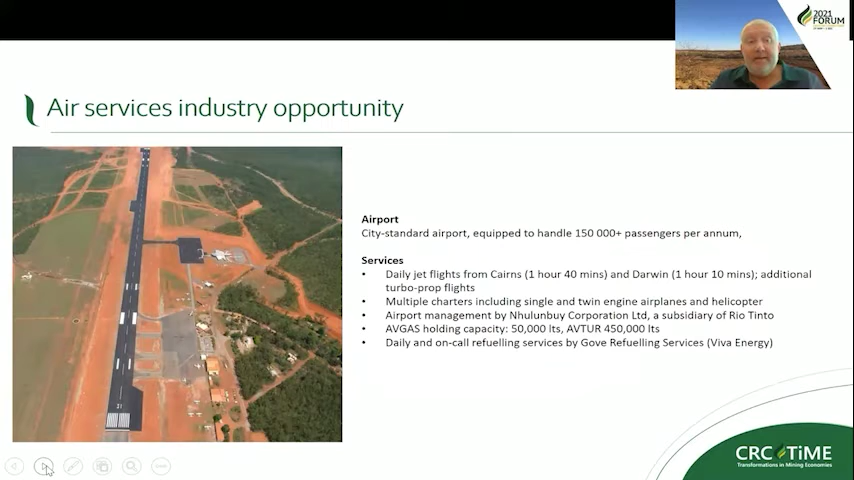 2021
FORUM
Air services industry opportunity
Airport
City-standard airport, equipped to handle 150 000+ passengers per annum,
Services
• Daily jet flights from Cairns (1 hour 40 mins) and Darwin (1 hour 10 mins); additional
turbo-prop flights
• Multiple charters including single and twin engine airplanes and helicopter
• Airport management by Nhulunbuy Corporation Ltd, a subsidiary of Rio Tinto
• AVGAS holding capacity: 50,000 lts, AVTUR 450,000 lts
• Daily and on-call refuelling services by Gove Refuelling Services (Viva Energy)
CRC TiME
Transformations in Mining Economies